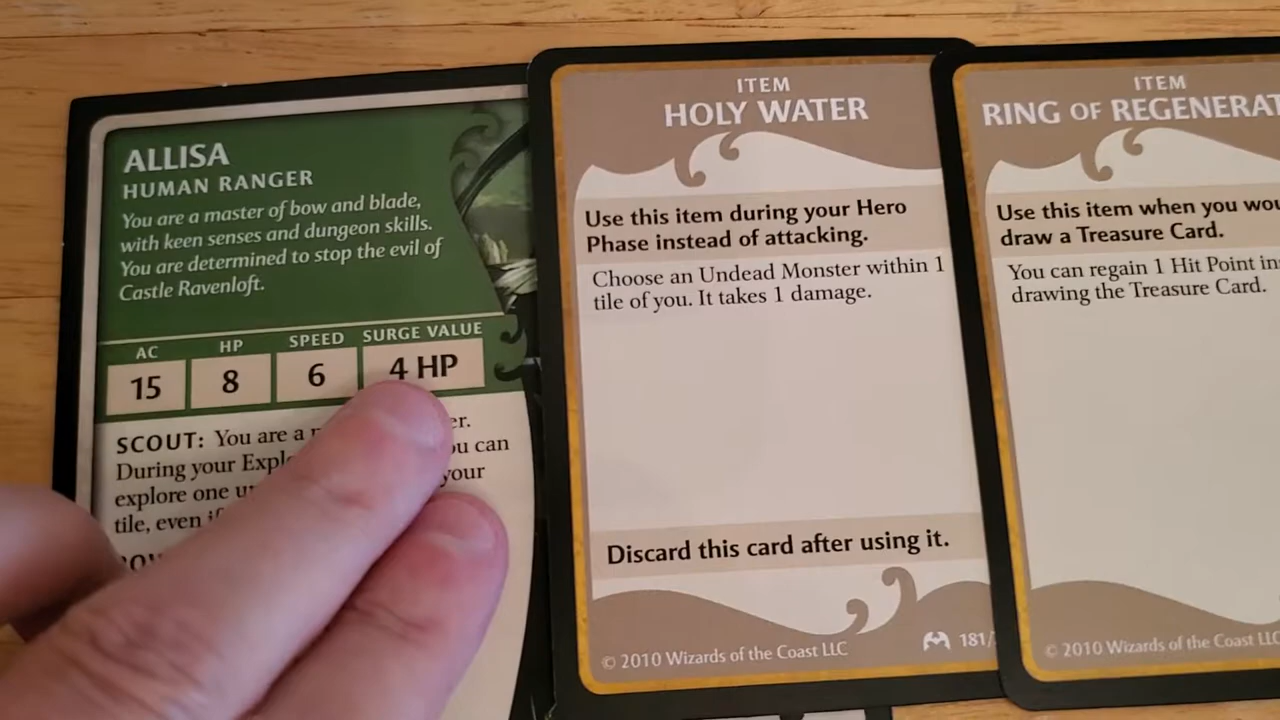 ALLISA
HUMAN RANGER
You are a master of bow and blade,
with keen senses and dungeon skills.
You are determined to stop the evil of
Castle Ravenloft.
AC HP SPEED SURGE VALUE
15 8 6 4 HP
SCOUT: You are a
During your
can
explore one your
tile, even
ITEM
HOLY WATER
Use this item during your Hero
Phase instead of attacking.
Choose an Undead Monster within 1
tile of you. It takes 1 damage.
Discard this card after using it.
© 2010 Wizards of the Coast LLC
181/
ITEM
RING OF REGENERAT
Use this item when you wou
draw a Treasure Card.
You can regain 1 Hit Point in
drawing the Treasure Card.
© 2010 Wizards of the Coast LLC